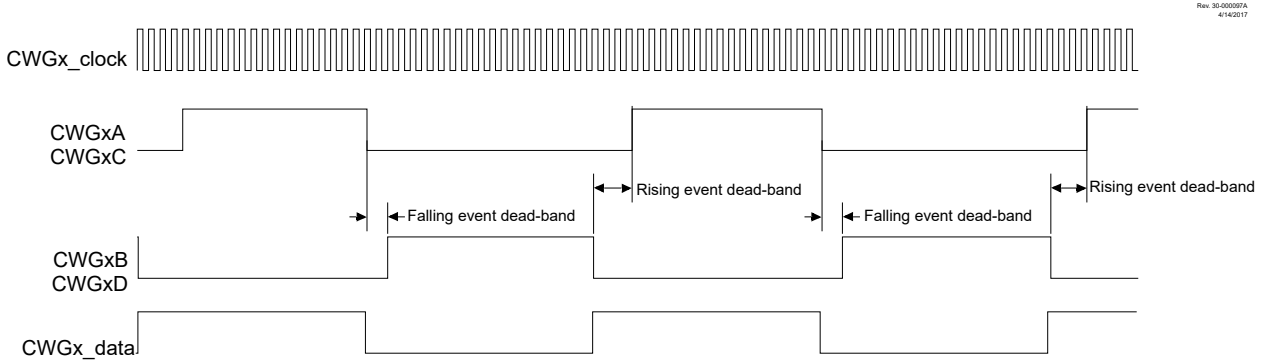 Rev. 30-000097A
4/14/2017
CWGx_clock
CWGxA
CWGxC
Rising event dead-band
Rising event dead-band
Falling event dead-band
Falling event dead-band
CWGxB
CWGxD
CWGx_data